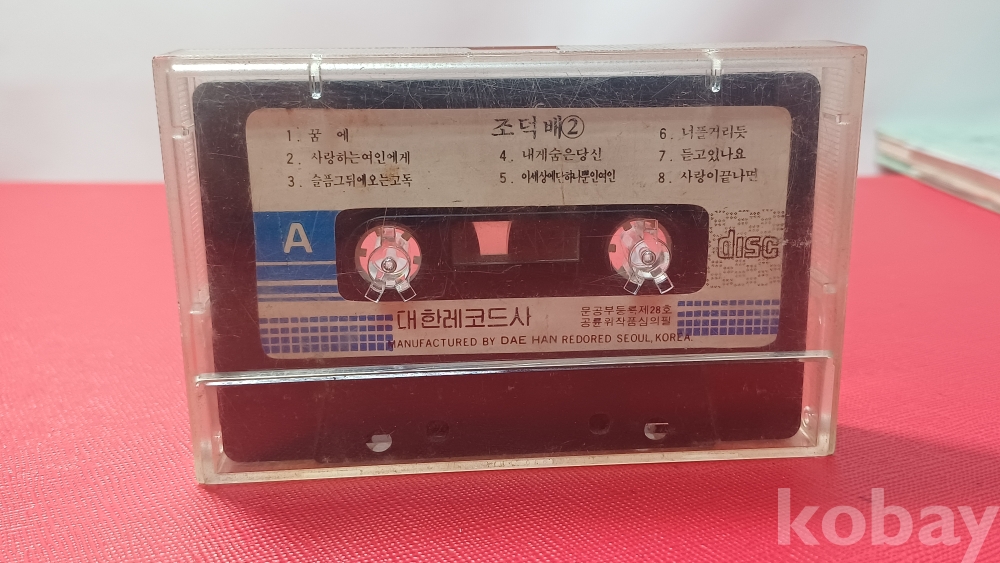 조덕배②
1. 꿈 에
2. 사랑하는여인에게
3. 슬픔그뒤에오는고독
4. 내게숨은당신
5. 이세상에단하나뿐인여인
6. 너풀거리듯
7. 듣고있나요
8. 사랑이끝나면
A
disc
대한레코드사
문공부등록제28호
공륜위작품심의필
MANUFACTURED BY DAE HAN REDORED SEOUL, KOREA.
kobay